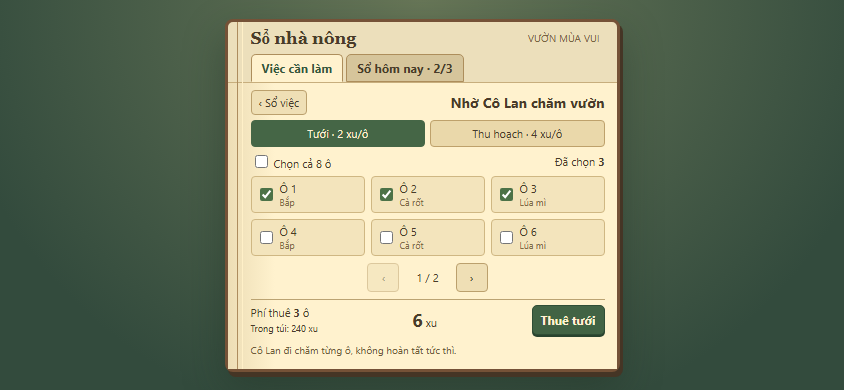 Sổ nhà nông
VƯỜN MÙA VUI
Việc cần làm
Sổ hôm nay · 2/3
‹ Sổ việc
Nhờ Cô Lan chăm vườn
Tưới · 2 xu/ô
Thu hoạch · 4 xu/ô
Chọn cả 8 ô
Đã chọn 3
Ô 1
Bắp
Ô 2
Cà rốt
Ô 3
Lúa mì
Ô 4
Bắp
Ô 5
Cà rốt
Ô 6
Lúa mì
‹ 1 / 2 ›
Phí thuê 3 ô
Trong túi: 240 xu
6 xu
Thuê tưới
Cô Lan đi chăm từng ô, không hoàn tất tức thì.